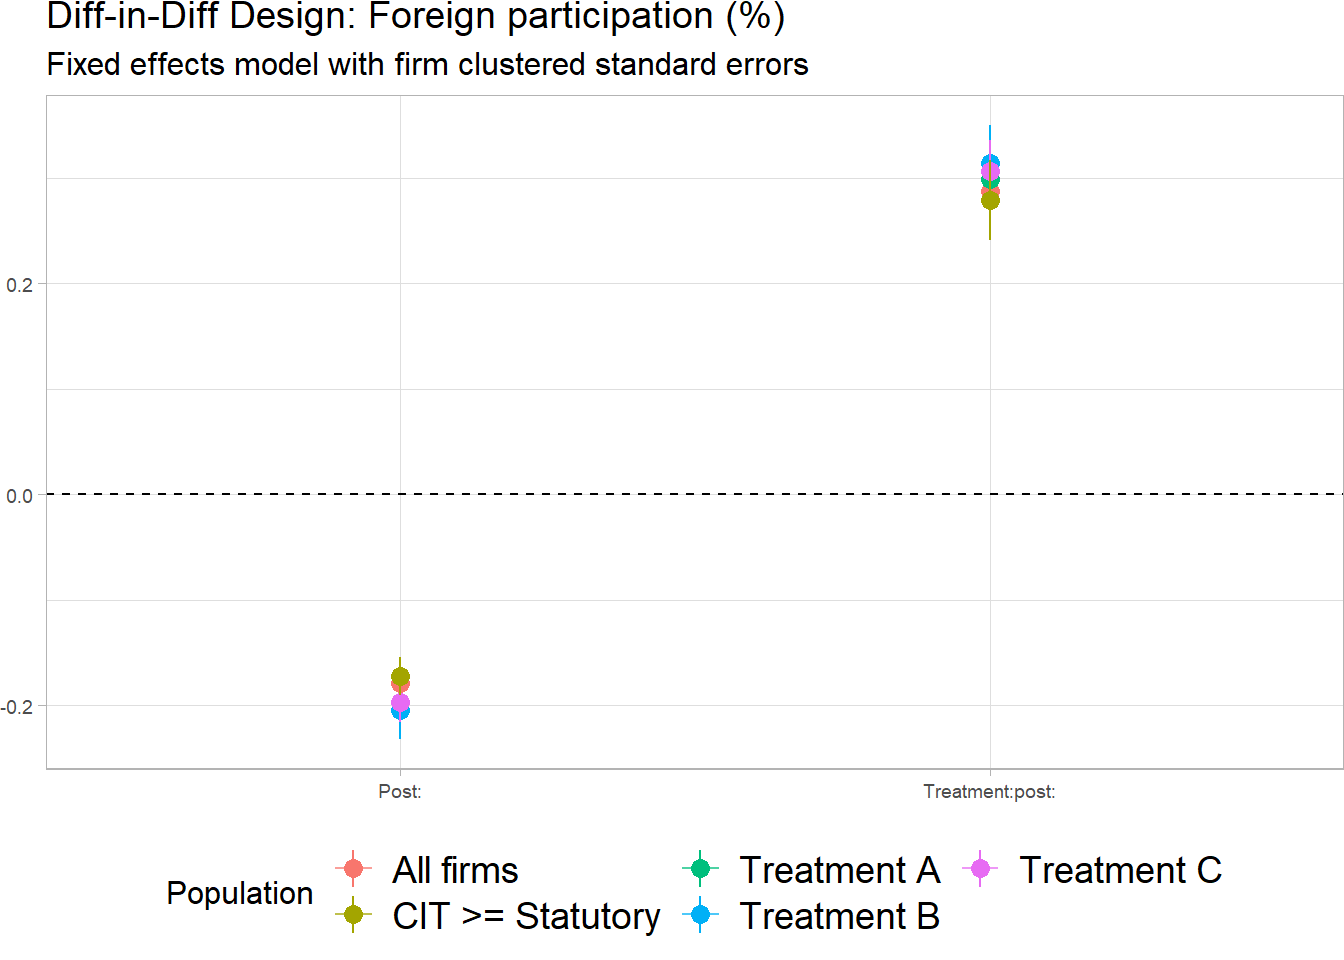 Diff-in-Diff Design: Foreign participation (%)
Fixed effects model with firm clustered standard errors
0.2
0.0
-0.2
Post:
Treatment:post:
Population
All firms
Treatment A
Treatment C
CIT >= Statutory
Treatment B